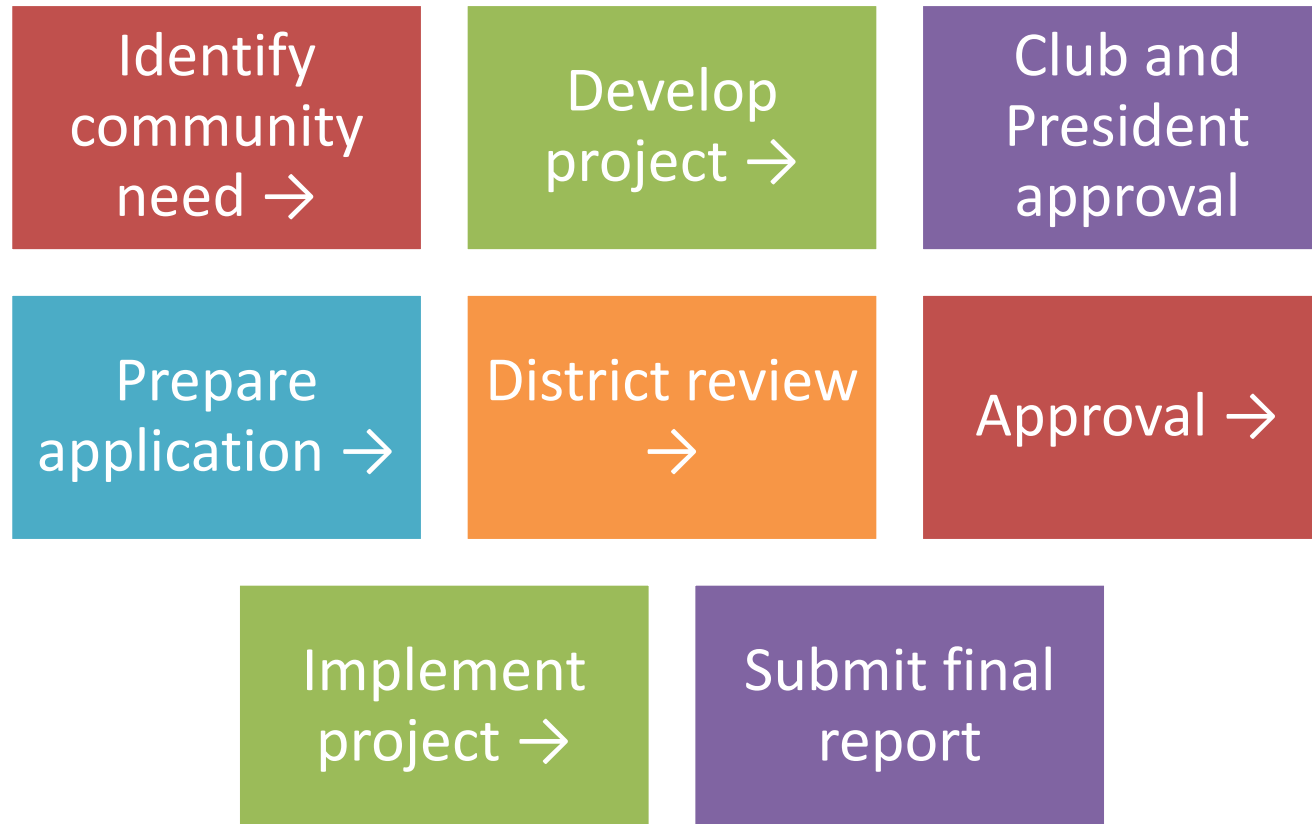 Identify
community
need →
Develop
project →
Club and
President
approval
Prepare
application →
District review
→
Approval →
Implement
project →
Submit final
report